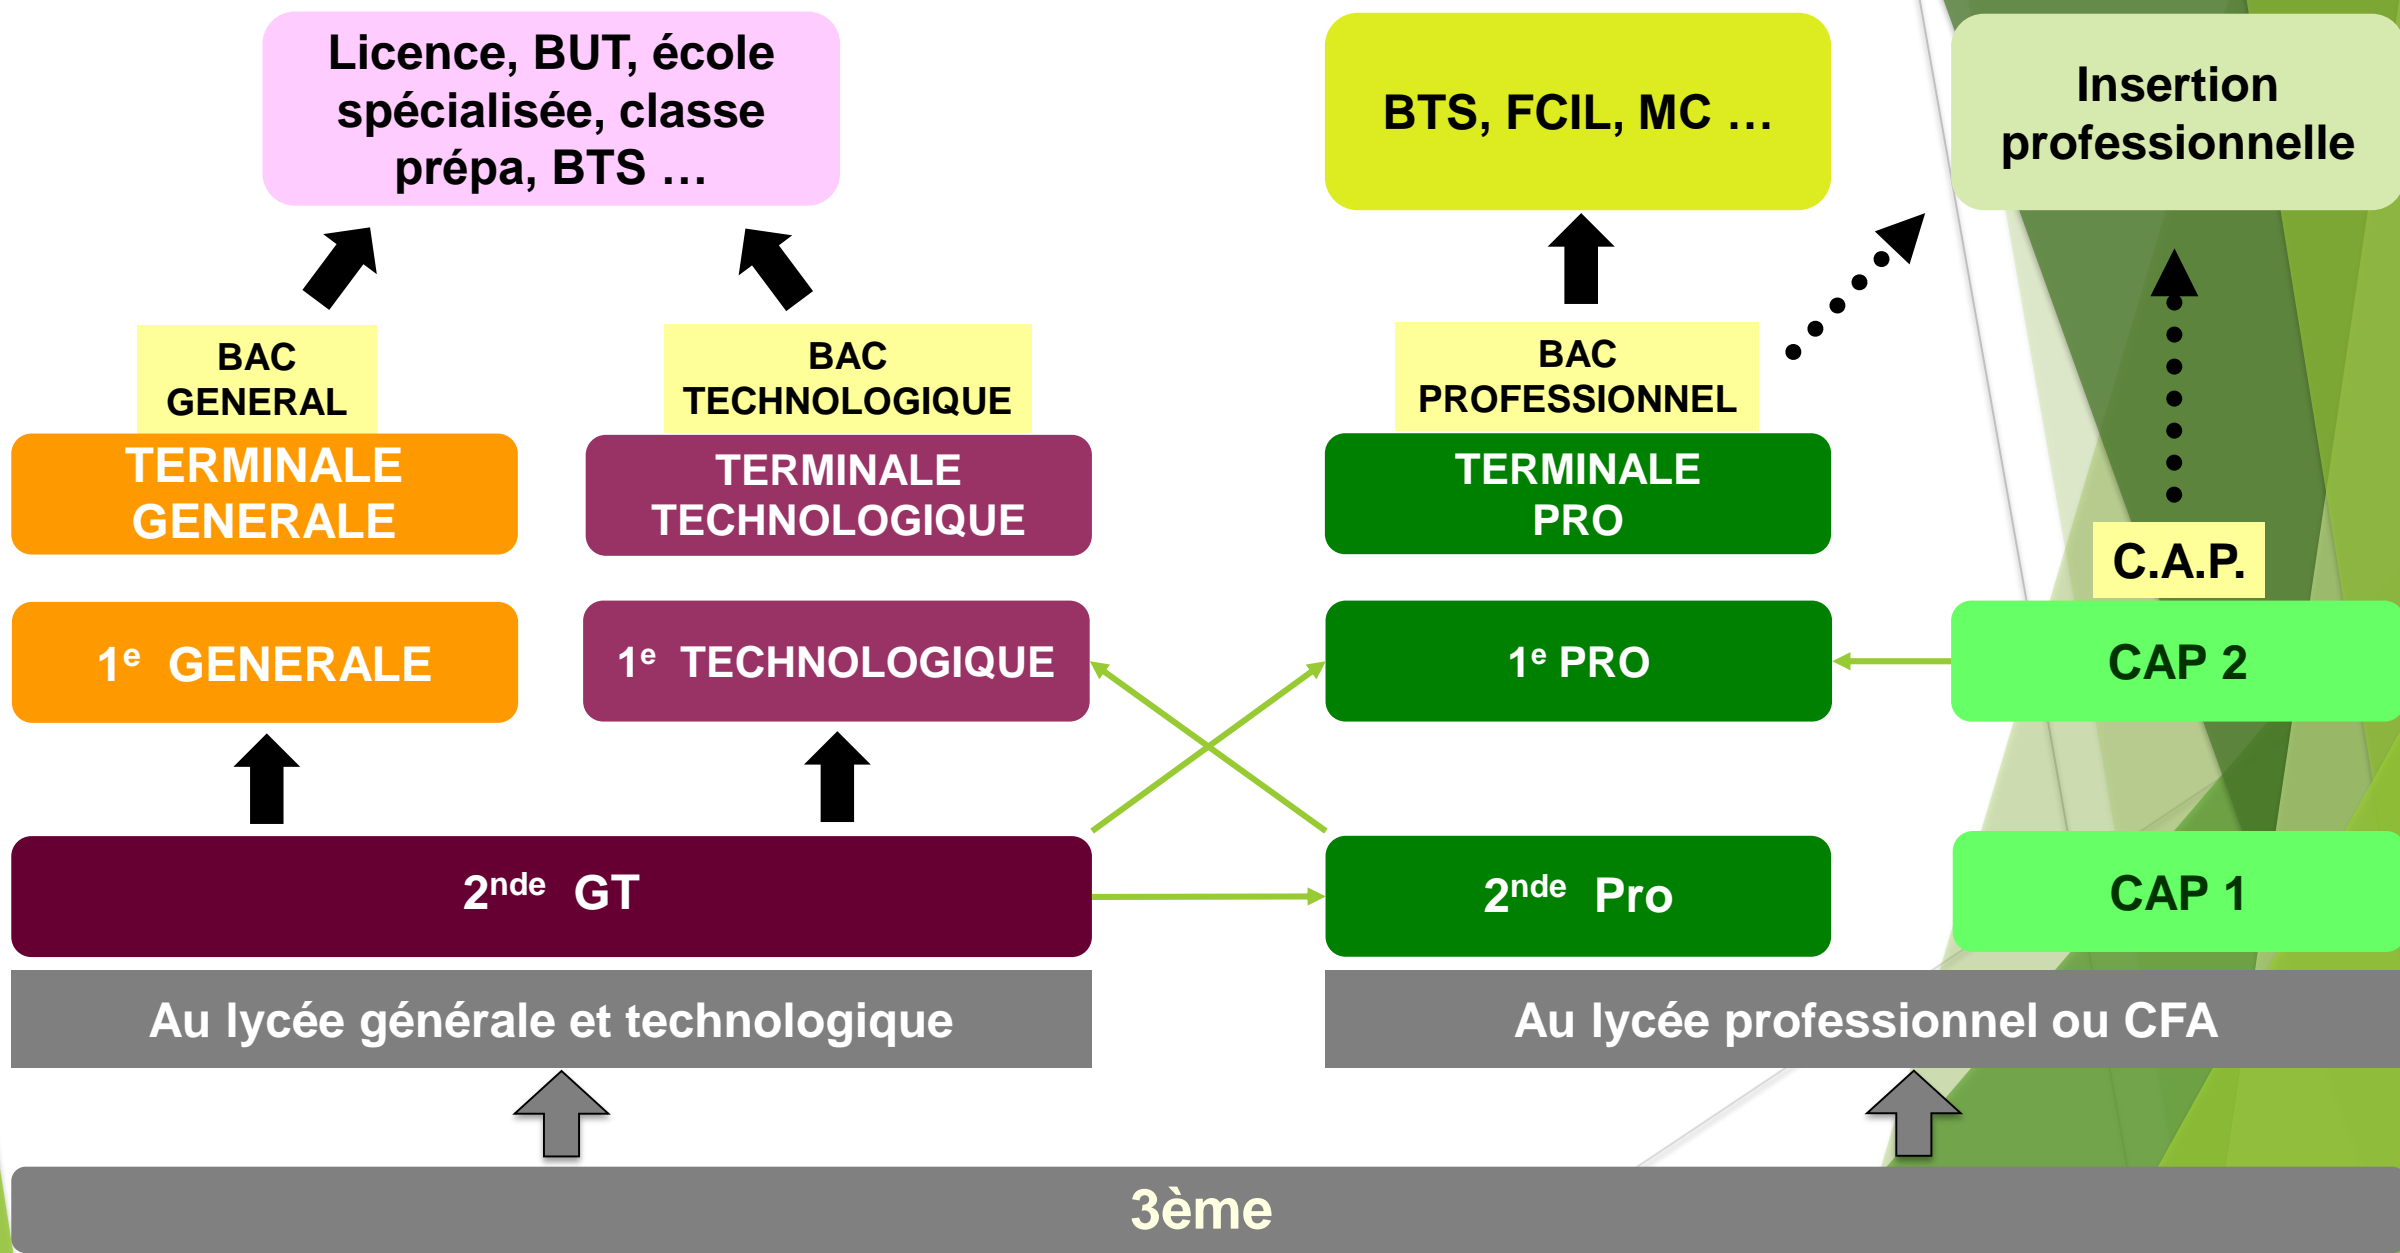 Licence, BUT, école
spécialisée, classe
prépa, BTS …
BTS, FCIL, MC …
Insertion
professionnelle
BAC
GENERAL
BAC
TECHNOLOGIQUE
BAC
PROFESSIONNEL
TERMINALE
GENERALE
TERMINALE
TECHNOLOGIQUE
TERMINALE
PRO
C.A.P.
1e GENERALE
1e TECHNOLOGIQUE
1e PRO
CAP 2
2nde GT
2nde Pro
CAP 1
Au lycée générale et technologique
Au lycée professionnel ou CFA
3ème